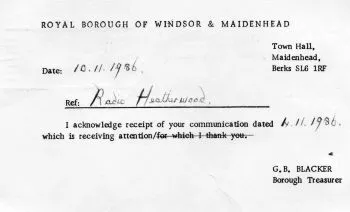 ROYAL BOROUGH OF WINDSOR & MAIDENHEAD
Town Hall,
Maidenhead,
Berks SL6 1RF
Date: 10.11.1986.
Ref: Radio Heatherwood.
I acknowledge receipt of your communication dated 4.11.1986.
which is receiving attention/for which I thank you.
G.B. BLACKER
Borough Treasurer